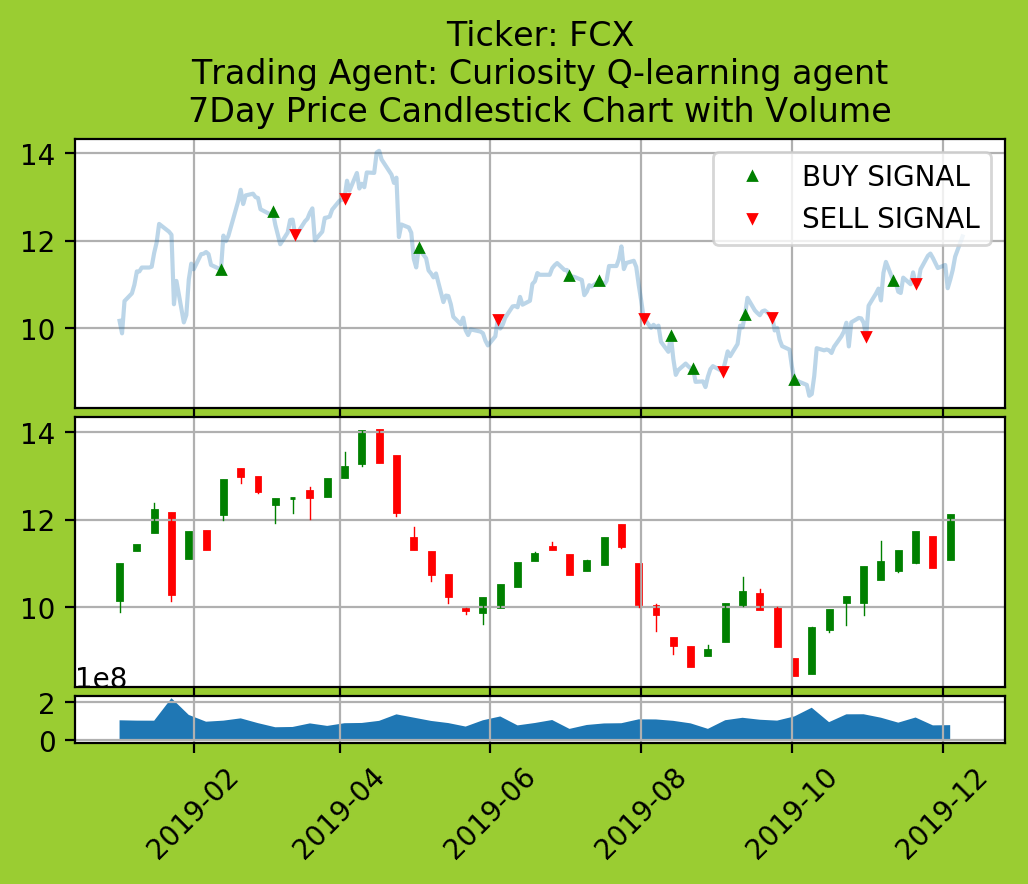 Ticker: FCX
Trading Agent: Curiosity Q-learning agent
7Day Price Candlestick Chart with Volume
14
12
10
BUY SIGNAL
SELL SIGNAL
14
12
10
1e8
2
0
2019-02
2019-04
2019-06
2019-08
2019-10
2019-12